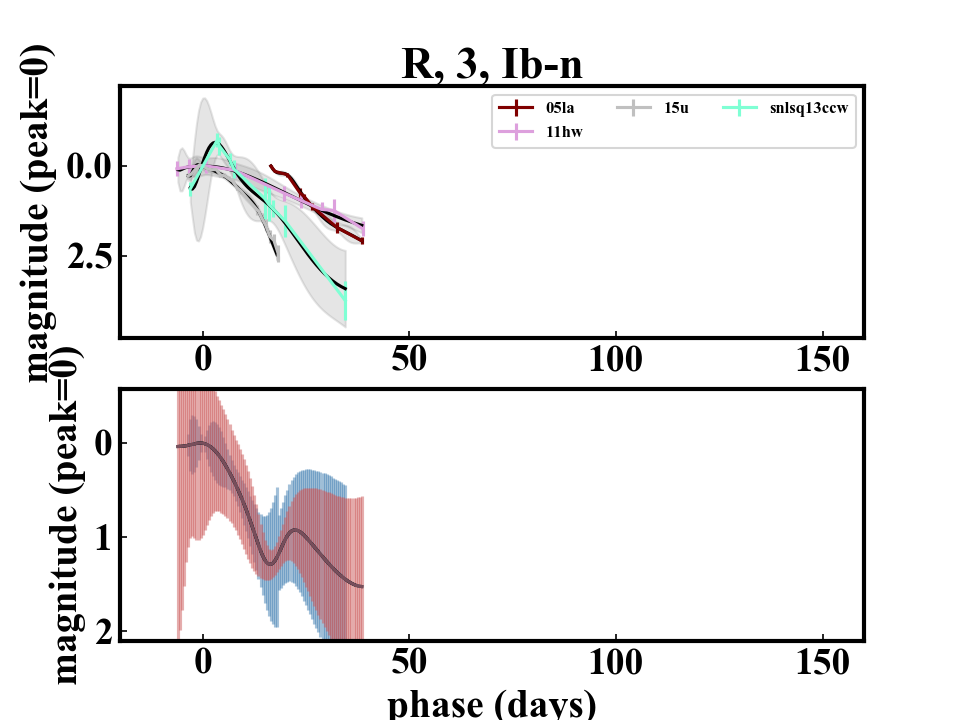 R, 3, Ib-n
05la 15u snlsq13ccw
11hw
magnitude (peak=0)
0.0
2.5
0 50 100 150
magnitude (peak=0)
0
1
2
0 50 100 150
phase (days)